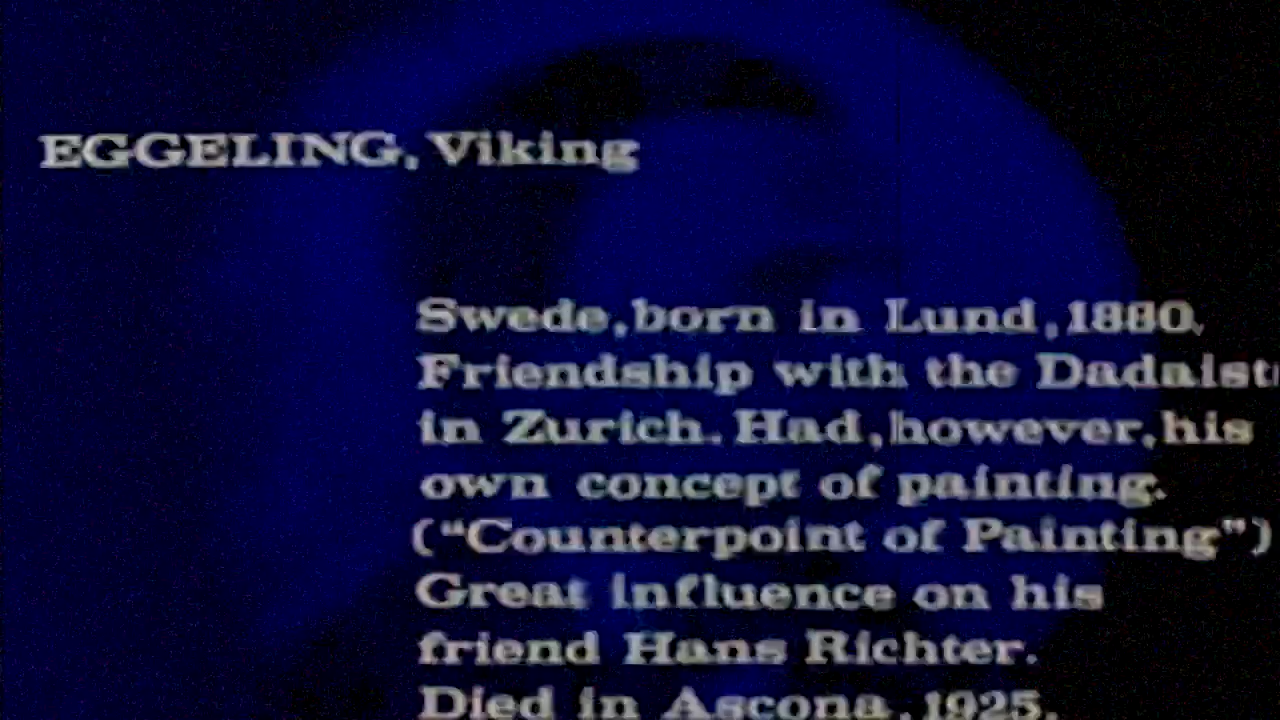 EGGELING, Viking
Swede, born in Lund, 1880.
Friendship with the Dadaist
in Zurich. Had, however, his
own concept of painting.
("Counterpoint of Painting")
Great influence on his
friend Hans Richter.
Died in Ascona, 1925.